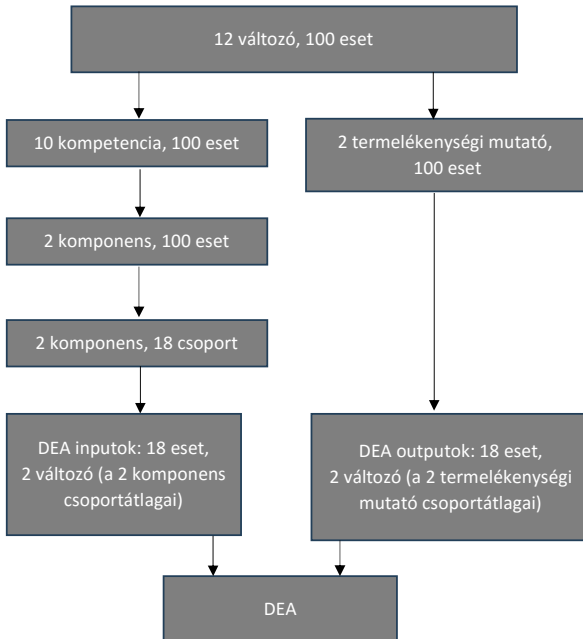 12 változó, 100 eset
10 kompetencia, 100 eset
2 termelékenységi mutató,
100 eset
2 komponens, 100 eset
2 komponens, 18 csoport
DEA inputok: 18 eset,
2 változó (a 2 komponens
csoportátlagai)
DEA outputok: 18 eset,
2 változó (a 2 termelékenységi
mutató csoportátlagai)
DEA